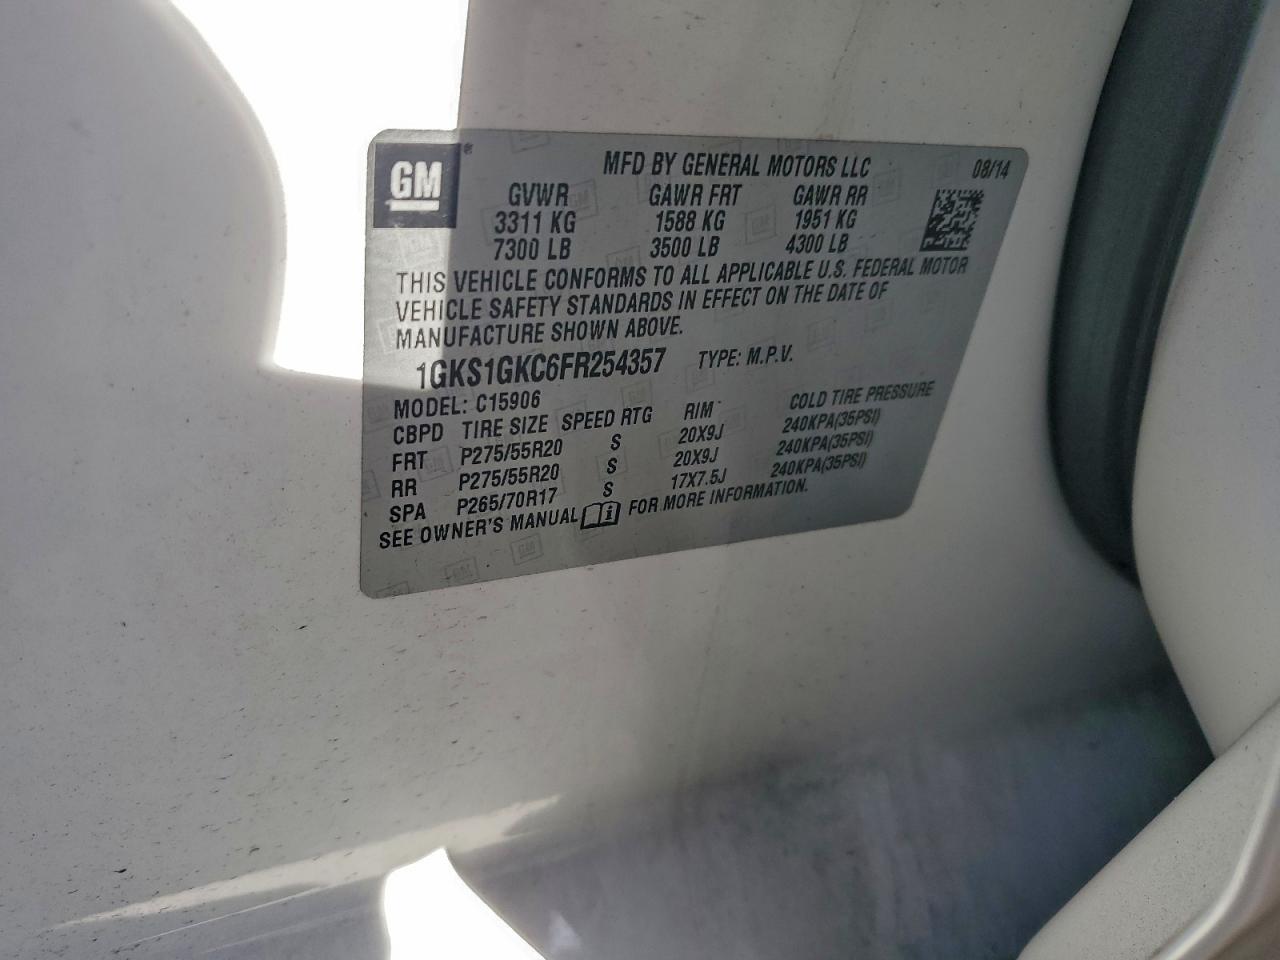 GM® MFD BY GENERAL MOTORS LLC 08/14
GVWR GAWR FRT GAWR RR
3311 KG 1588 KG 1951 KG
7300 LB 3500 LB 4300 LB
THIS VEHICLE CONFORMS TO ALL APPLICABLE U.S. FEDERAL MOTOR
VEHICLE SAFETY STANDARDS IN EFFECT ON THE DATE OF
MANUFACTURE SHOWN ABOVE.
1GKS1GKC6FR254357 TYPE: M.P.V.
MODEL: C15906
CBPD TIRE SIZE SPEED RTG RIM COLD TIRE PRESSURE
FRT P275/55R20 S 20X9J 240KPA(35PSI)
RR P275/55R20 S 20X9J 240KPA(35PSI)
SPA P265/70R17 S 17X7.5J 240KPA(35PSI)
SEE OWNER'S MANUAL FOR MORE INFORMATION.